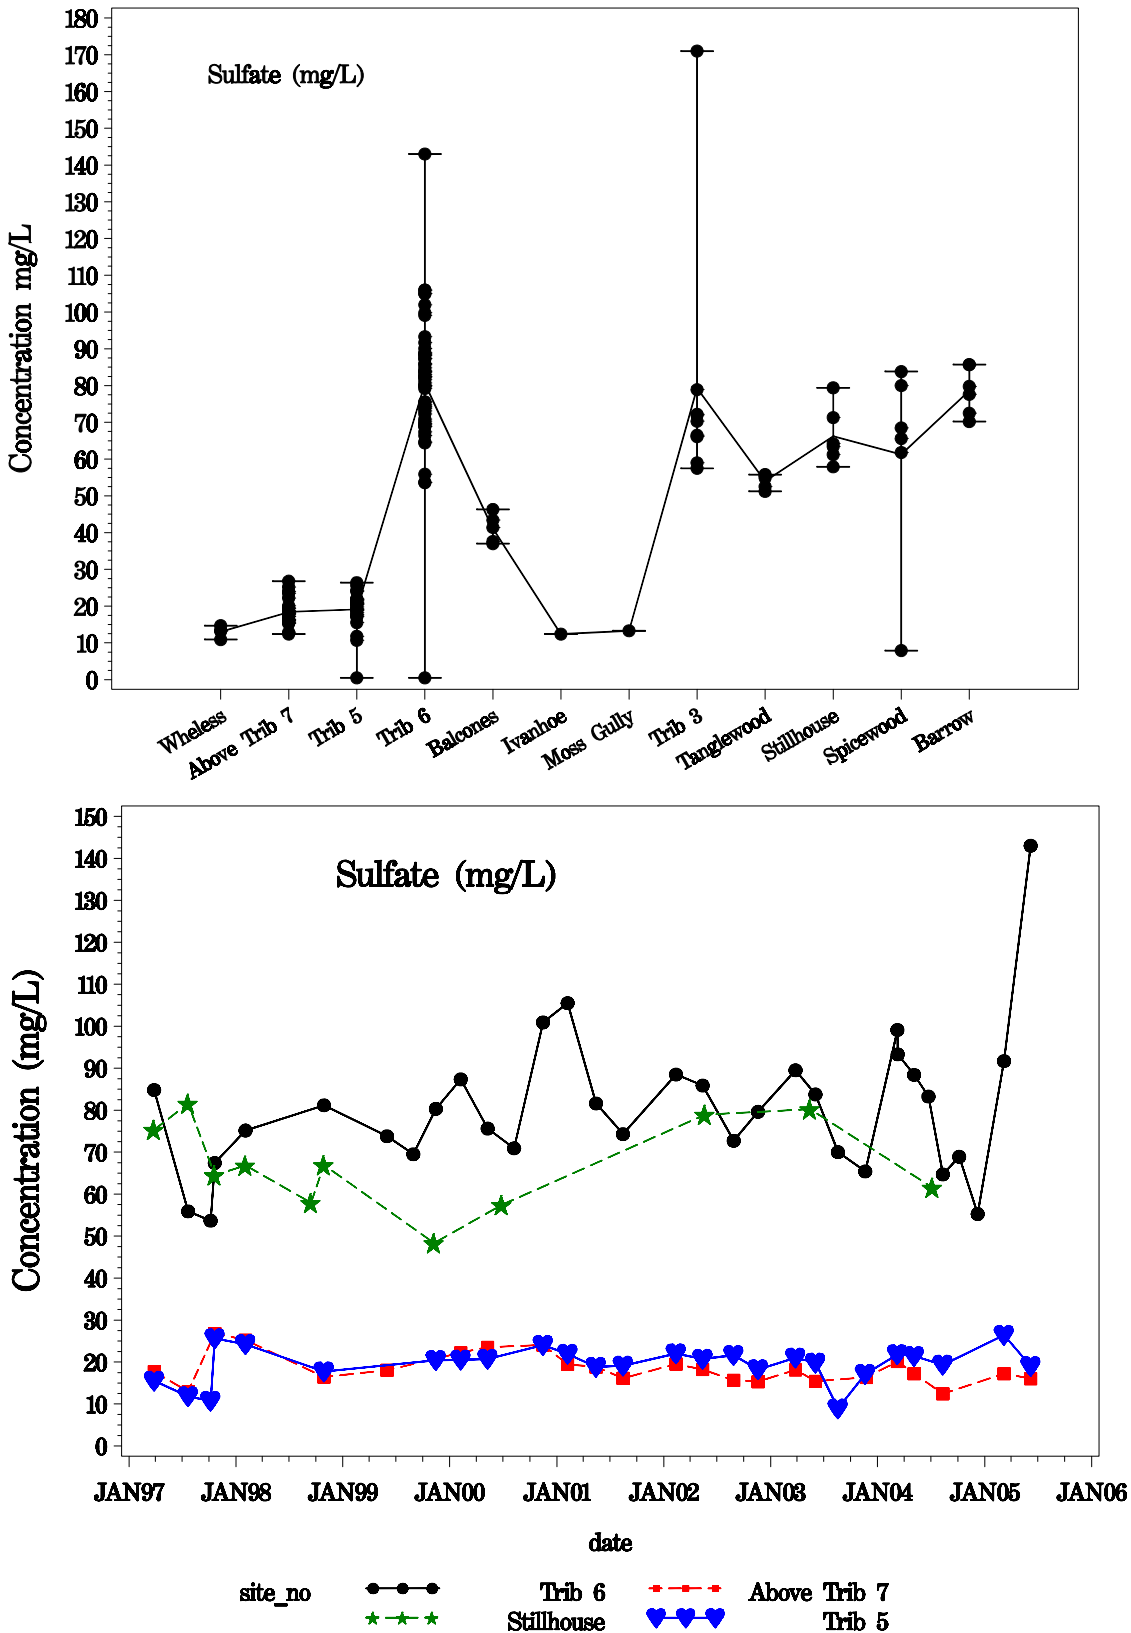 180
170
160
150
140
130
120
110
100
90
80
70
60
50
40
30
20
10
0
Concentration mg/L
Sulfate (mg/L)
Wheless
Above Trib 7
Trib 5
Trib 6
Balcones
Ivanhoe
Moss Gully
Trib 3
Tanglewood
Stillhouse
Spicewood
Barrow
150
140
130
120
110
100
90
80
70
60
50
40
30
20
10
0
Concentration (mg/L)
Sulfate (mg/L)
JAN97 JAN98 JAN99 JAN00 JAN01 JAN02 JAN03 JAN04 JAN05 JAN06
date
site_no Trib 6 Above Trib 7
Stillhouse Trib 5